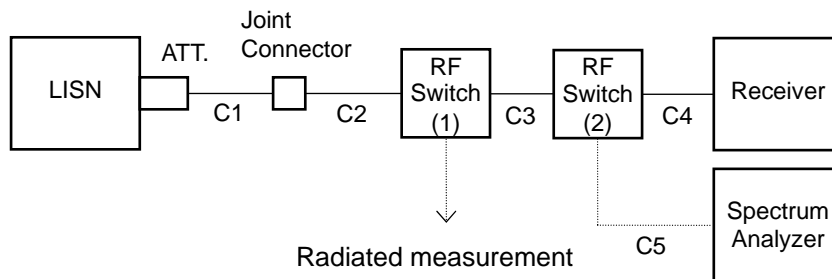 Joint
Connector
ATT.
LISN
C1
C2
RF
Switch
(1)
C3
RF
Switch
(2)
C4
Receiver
Radiated measurement
C5
Spectrum
Analyzer